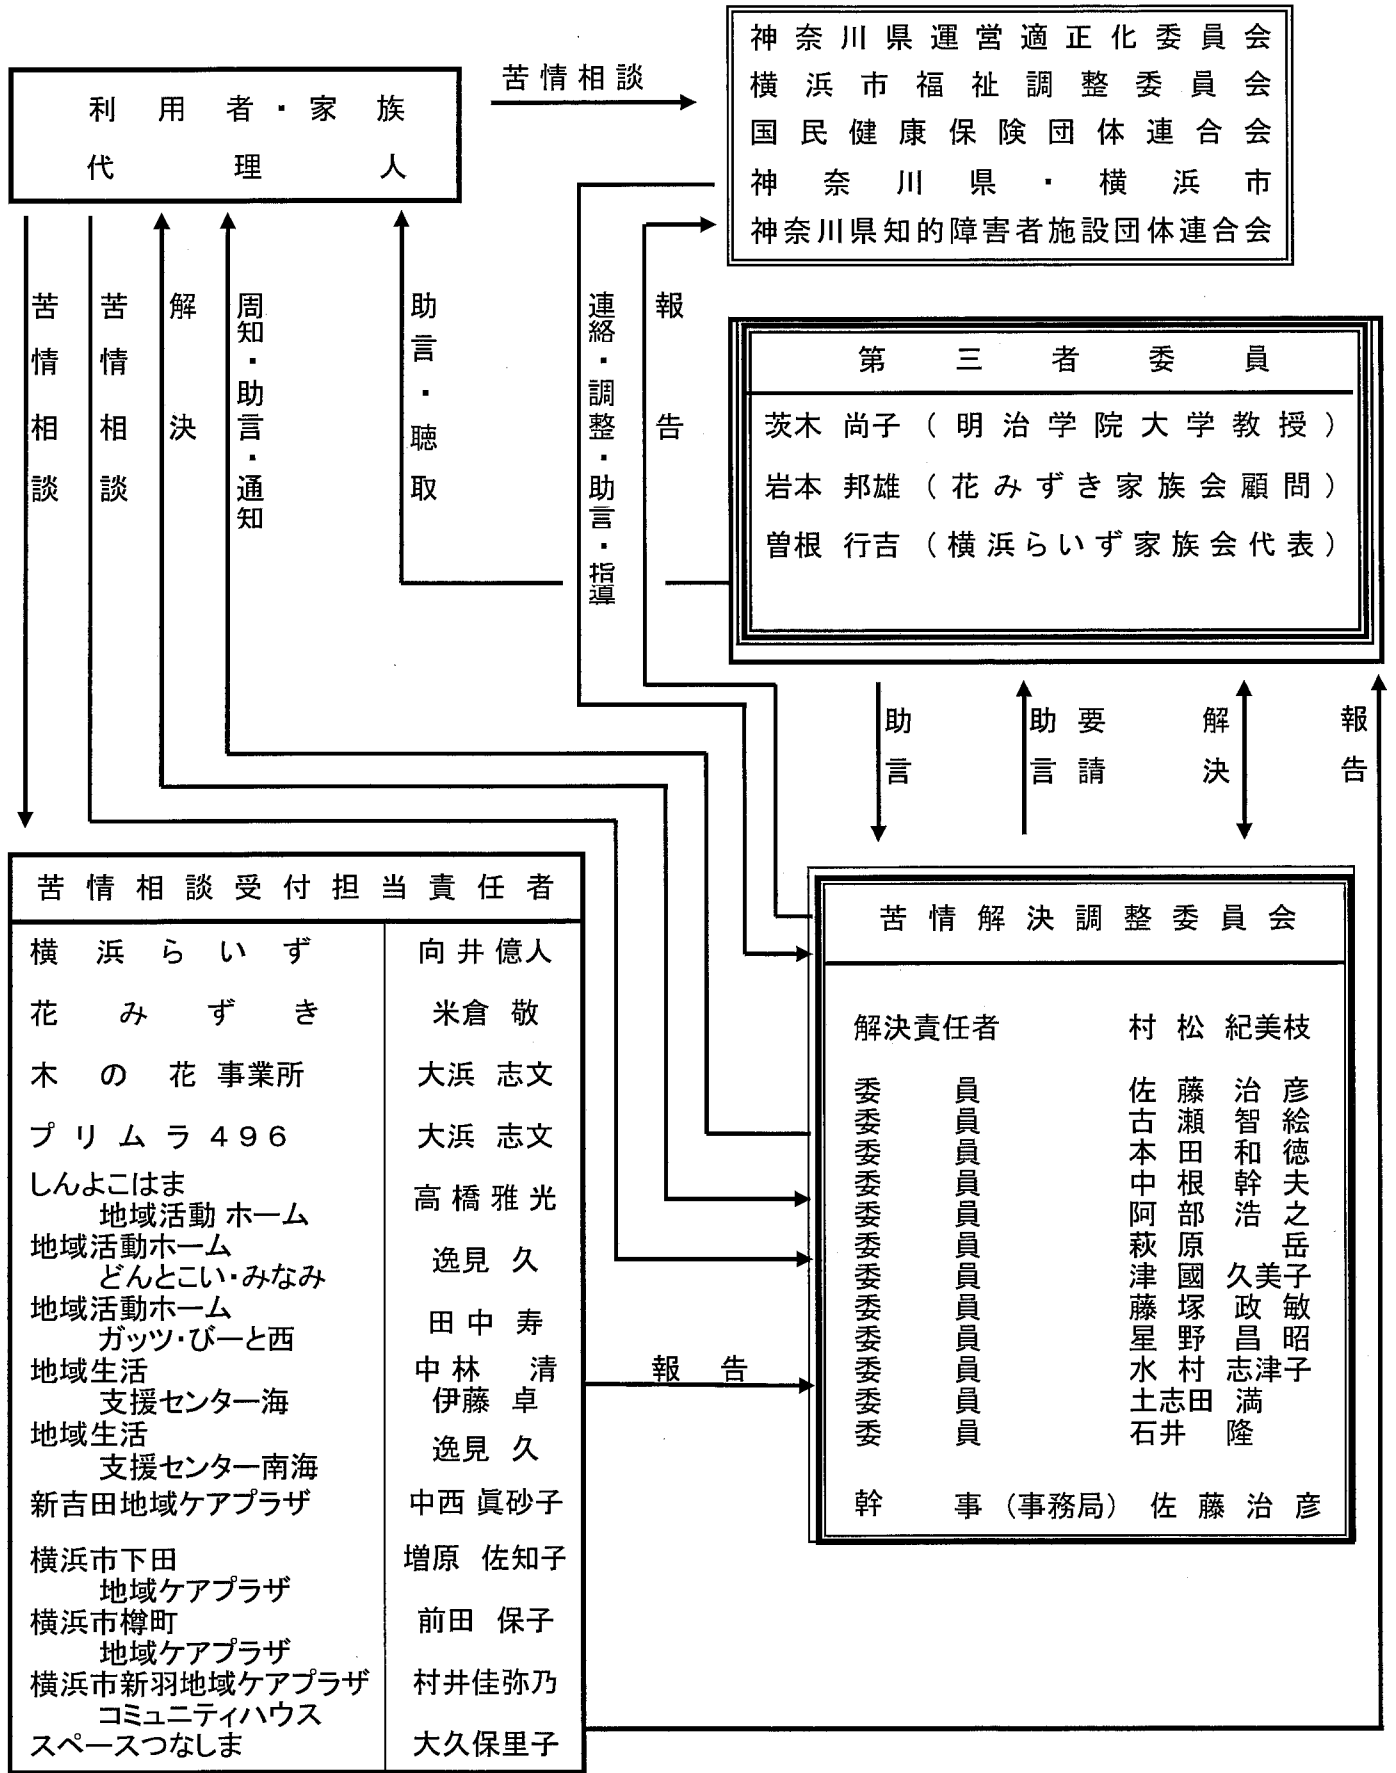 利用者・家族
代理人
苦情相談
神奈川県運営適正化委員会
横浜市福祉調整委員会
国民健康保険団体連合会
神奈川県・横浜市
神奈川県知的障害者施設団体連合会
苦情相談
苦情相談
解決
周知・助言・通知
助言・聴取
連絡・調整・助言・指導
報告
第三者委員
茨木 尚子(明治学院大学教授)
岩本 邦雄(花みずき家族会顧問)
曽根 行吉(横浜らいず家族会代表)
助言
助言
要請
解決
報告
苦情相談受付担当責任者
横浜らいず 向井億人
花みずき 米倉 敬
木の花 事業所 大浜 志文
プリムラ496 大浜 志文
しんよこはま
地域活動 ホーム 高橋雅光
地域活動ホーム
どんとこい・みなみ 逸見 久
地域活動ホーム
ガッツ・びーと西 田中 寿
地域生活 中林 清
支援センター海 伊藤 卓
地域生活
支援センター南海 逸見 久
新吉田地域ケアプラザ 中西 眞砂子
横浜市下田 増原 佐知子
地域ケアプラザ
横浜市樽町 前田 保子
地域ケアプラザ
横浜市新羽地域ケアプラザ 村井佳弥乃
コミュニティハウス
スペースつなしま 大久保里子
報告
苦情解決調整委員会
解決責任者 村松 紀美枝
委員 佐藤治彦
委員 古瀬智絵
委員 本田和徳
委員 中根幹夫
委員 阿部浩之
委員 萩原 岳
委員 津國 久美子
委員 藤塚政敏
委員 星野昌昭
委員 水村 志津子
委員 土志田 満
委員 石井 隆
幹事(事務局) 佐藤治彦